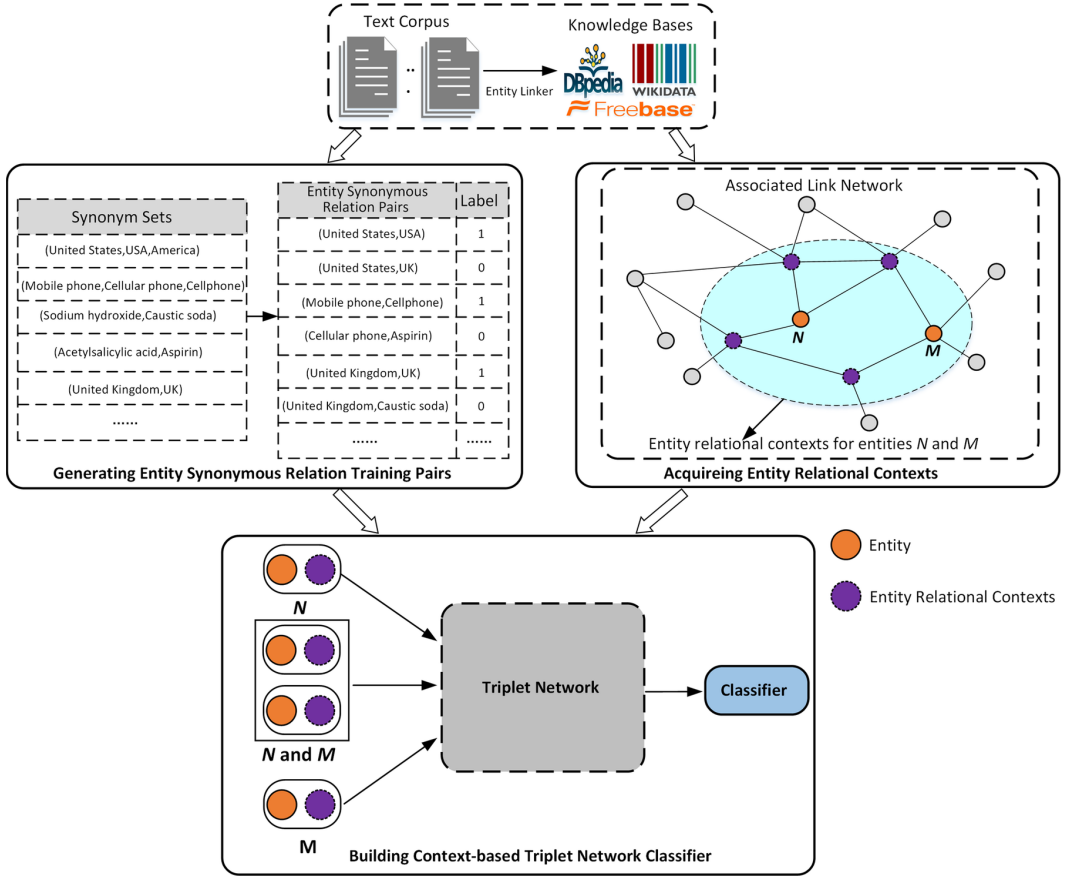 Text Corpus
Knowledge Bases
Entity Linker
DBpedia
WIKIDATA
Freebase
Synonym Sets
(United States,USA,America)
(Mobile phone,Cellular phone,Cellphone)
(Sodium hydroxide,Caustic soda)
(Acetylsalicylic acid,Aspirin)
(United Kingdom,UK)
......
Entity Synonymous
Relation Pairs
Label
(United States,USA) 1
(United States,UK) 0
(Mobile phone,Cellphone) 1
(Cellular phone,Aspirin) 0
(United Kingdom,UK) 1
(United Kingdom,Caustic soda) 0
...... ......
Generating Entity Synonymous Relation Training Pairs
Associated Link Network
N
M
Entity relational contexts for entities N and M
Acquireing Entity Relational Contexts
N
N and M
M
Triplet Network
Classifier
Building Context-based Triplet Network Classifier
Entity
Entity Relational Contexts